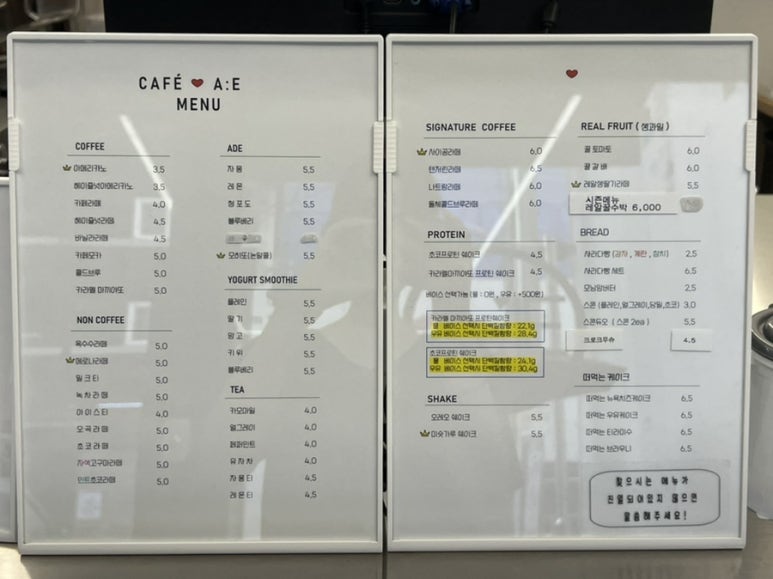 CAFÉ ♥ A:E
MENU
COFFEE
아메리카노 3,5
헤이즐넛아메리카노 3,5
카페라떼 4,0
헤이즐넛라떼 4,5
바닐라라떼 4,5
카페모카 5,0
콜드브루 5,0
카라멜 마끼아또 5,0
NON COFFEE
옥수수라떼 5,0
메로나라떼 5,0
밀크티 5,0
녹차라떼 5,0
아이스티 4,0
오곡라떼 5,0
초코라떼 5,0
자색고구마라떼 5,0
민트초코라떼 5,0
ADE
자몽 5,5
레몬 5,5
청포도 5,5
블루베리 5,5
모히또(논알콜) 5,5
YOGURT SMOOTHIE
플레인 5,5
딸기 5,5
망고 5,5
키위 5,5
블루베리 5,5
TEA
카모마일 4,0
얼그레이 4,0
페퍼민트 4,0
유자차 4,0
자몽티 4,5
레몬티 4,5
SIGNATURE COFFEE
사이공라떼 6,0
탠저린라떼 6,5
너트림라떼 6,0
돌체콜드브루라떼 6,0
PROTEIN
초코프로틴 쉐이크 4,5
카라멜마끼아또 프로틴 쉐이크 4,5
베이스 선택가능 (물 : 0원 , 우유 : +500원)
카라멜 마끼아또 프로틴쉐이크
물 베이스 선택시 단백질함량 : 22,1g
우유 베이스 선택시 단백질함량 : 28,4g
초코프로틴 쉐이크
물 베이스 선택시 단백질함량 : 24,1g
우유 베이스 선택시 단백질함량 : 30,4g
SHAKE
오레오 쉐이크 5,5
미숫가루 쉐이크 5,5
REAL FRUIT ( 생과일 )
꿀토마토 6,0
꿀갈배 6,0
레알생딸기라떼 5,5
시즌메뉴
레알꿀수박 6,000
BREAD
사라다빵 (감자 , 계란 , 참치) 2,5
사라다빵 세트 6,5
모닝잼버터 2,5
스콘 (플레인,얼그레이,당밀,초코) 3,0
스콘듀오 ( 스콘 2ea ) 5,5
크로크무슈 4.5
떠먹는 케이크
떠먹는 뉴욕치즈케이크 6,5
떠먹는 우유케이크 6,5
떠먹는 티라미수 6,5
떠먹는 브라우니 6,5
찾으시는 메뉴가
진열되어있지 않으면
말씀해주세요!